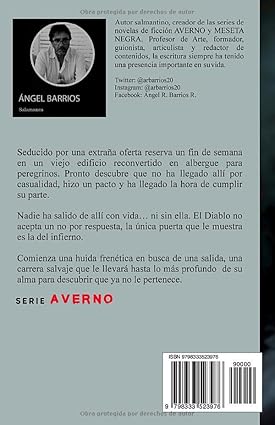 Obra protegida por derechos de autor
Autor salmantino, creador de las series de
novelas de ficción AVERNO y MESETA
NEGRA. Profesor de Arte, formador,
guionista, articulista y redactor de
contenidos, la escritura siempre ha tenido
una presencia importante en su vida.
Twitter: @arbarrios20
Instagram: @arbarrios20
Facebook: Ángel R. Barrios R.
ÁNGEL BARRIOS
Salamanca
Seducido por una extraña oferta reserva un fin de semana
en un viejo edificio reconvertido en albergue para
peregrinos. Pronto descubre que no ha llegado allí por
casualidad, hizo un pacto y ha llegado la hora de cumplir
su parte.
Nadie ha salido de allí con vida… ni sin ella. El Diablo no
acepta un no por respuesta, la única puerta que le muestra
es la del infierno.
Comienza una huida frenética en busca de una salida, una
carrera salvaje que le llevará hasta lo más profundo de su
alma para descubrir que ya no le pertenece.
SERIE AVERNO
ISBN 9798333523976
90000
9 798333 523976
Obra protegida por derechos de autor